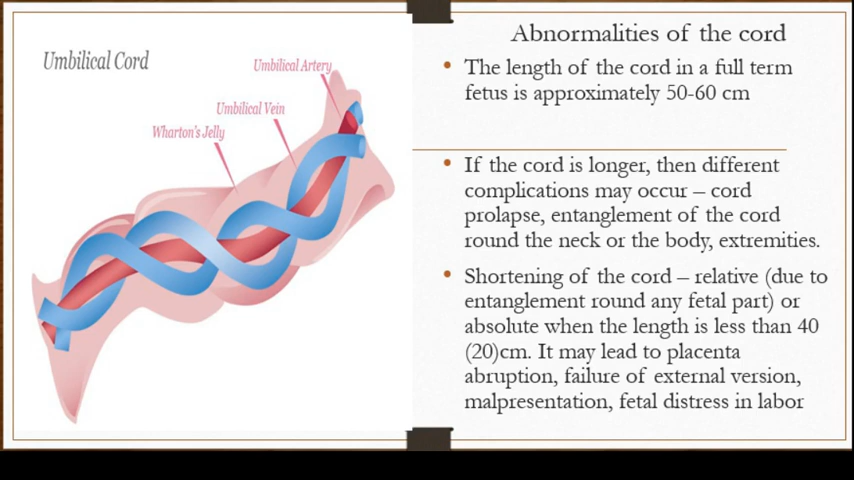 Umbilical Cord
Umbilical Artery
Umbilical Vein
Wharton's Jelly
Abnormalities of the cord
• The length of the cord in a full term
fetus is approximately 50-60 cm
• If the cord is longer, then different
complications may occur – cord
prolapse, entanglement of the cord
round the neck or the body, extremities.
• Shortening of the cord – relative (due to
entanglement round any fetal part) or
absolute when the length is less than 40
(20)cm. It may lead to placenta
abruption, failure of external version,
malpresentation, fetal distress in labor